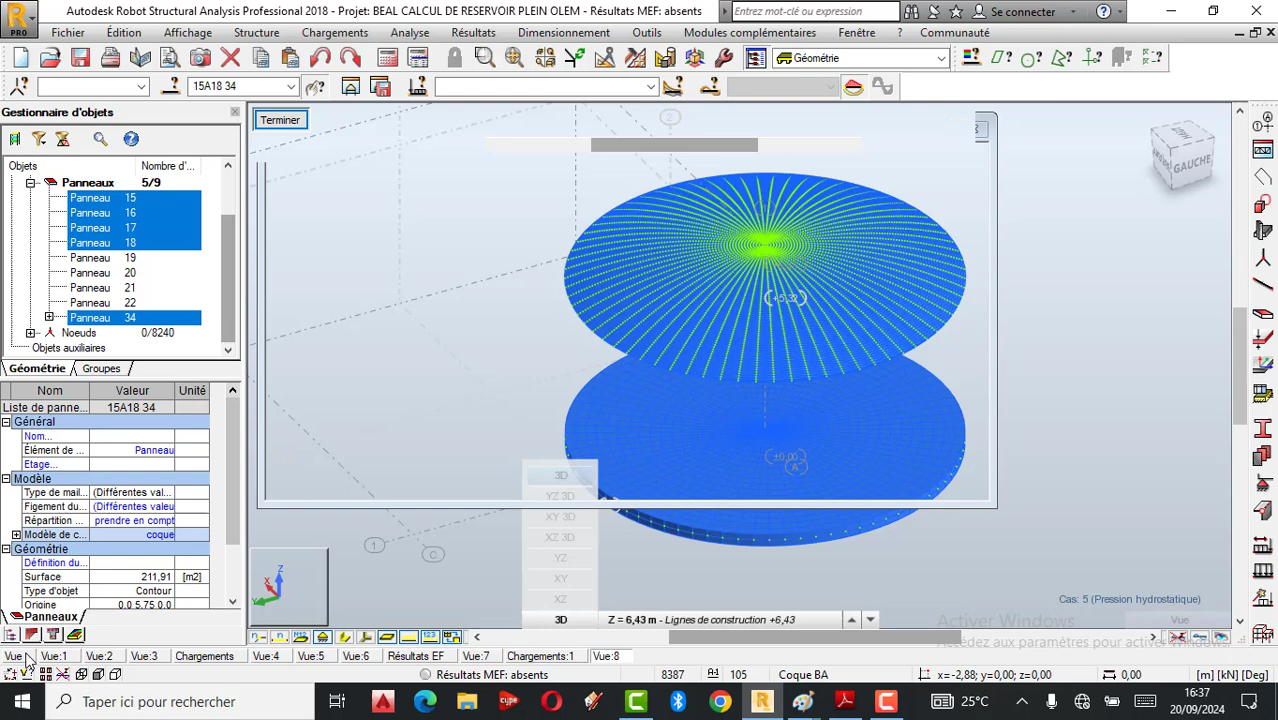 Autodesk Robot Structural Analysis Professional 2018 - Projet: BEAL CALCUL DE RESERVOIR PLEIN OLEM - Résultats MEF: absents
Entrez mot-clé ou expression
Se connecter
PRO
Fichier Édition Affichage Structure Chargements Analyse Résultats Dimensionnement Outils Modules complémentaires Fenêtre ? Communauté
Géométrie
15A18 34
Gestionnaire d'objets
Terminer
Objets Nombre d'...
Panneaux 5/9
Panneau 15
Panneau 16
Panneau 17
Panneau 18
Panneau 19
Panneau 20
Panneau 21
Panneau 22
Panneau 34
Noeuds 0/8240
Objets auxiliaires
Géométrie Groupes
Nom Valeur Unité
Liste de panne... 15A18 34
Général
Nom...
Élément de ... Panneau
Etage...
Modèle
Type de mail... (Différentes val...
Figement du... (Différentes valeu
Répartition ... prendre en compt
Modèle de c... coque
Géométrie
Définition du...
Surface 211,91 [m2]
Type d'objet Contour
Origine 0.0 5.75 0.0
Panneaux
2
GAUCHE
+5,32
±0,00
A
1
C
Z
X
Y
3D
YZ 3D
XY 3D
XZ 3D
YZ
XY
XZ
3D Z = 6,43 m - Lignes de construction +6,43
Cas: 5 (Pression hydrostatique)
Activer Windows
Accédez aux paramètres pour activer Windows
Vue
Vue Vue:1 Vue:2 Vue:3 Chargements Vue:4 Vue:5 Vue:6 Résultats EF Vue:7 Chargements:1 Vue:8
Résultats MEF: absents 8387 105 Coque BA x=-2,88; y=0,00; z=0,00 0,00 [m] [kN] [Deg]
Taper ici pour rechercher
25°C
16:37
20/09/2024